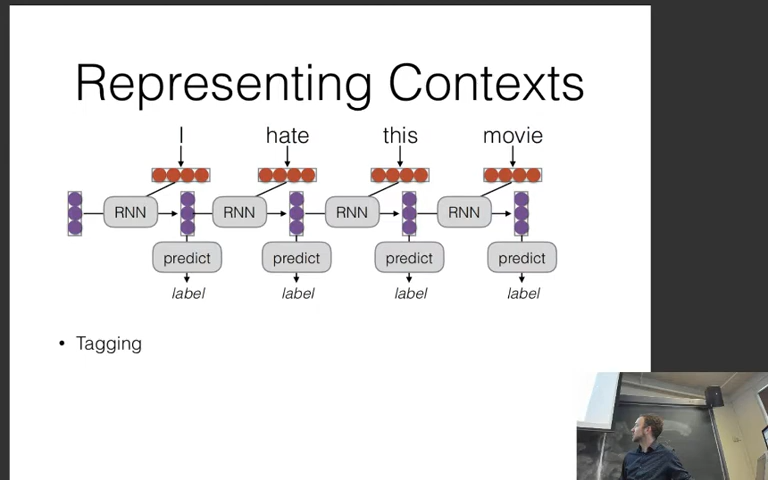 Representing Contexts
I hate this movie
RNN RNN RNN RNN
predict predict predict predict
label label label label
• Tagging